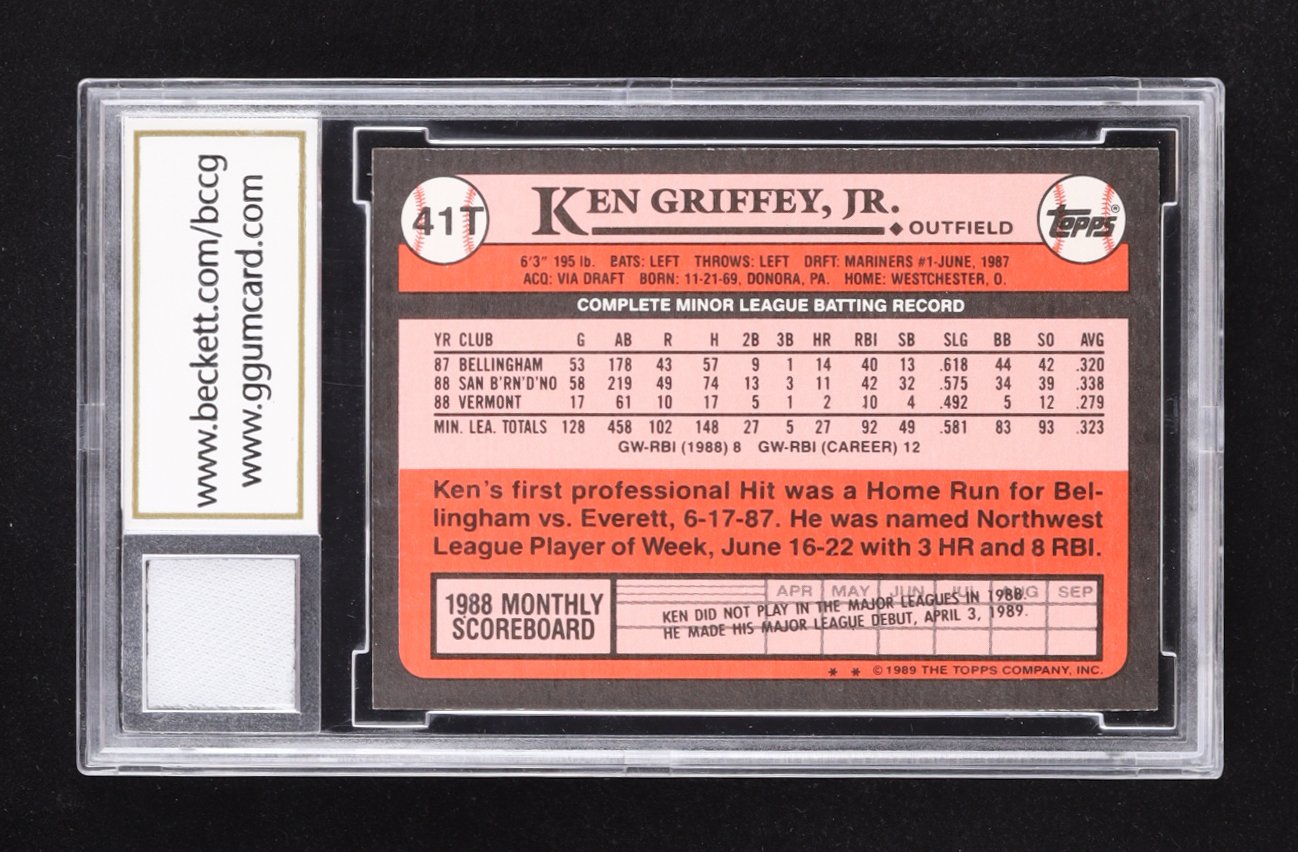 www.beckett.com/bccg
www.ggumcard.com
41T
KEN GRIFFEY, JR.
OUTFIELD
TOPPS®
6'3" 195 lb. BATS: LEFT THROWS: LEFT DRFT: MARINERS #1-JUNE, 1987
ACQ: VIA DRAFT BORN: 11-21-69, DONORA, PA. HOME: WESTCHESTER, O.
COMPLETE MINOR LEAGUE BATTING RECORD
YR CLUB G AB R H 2B 3B HR RBI SB SLG BB SO AVG
87 BELLINGHAM 53 178 43 57 9 1 14 40 13 .618 44 42 .320
88 SAN B'RN'D'NO 58 219 49 74 13 3 11 42 32 .575 34 39 .338
88 VERMONT 17 61 10 17 5 1 2 10 4 .492 5 12 .279
MIN. LEA. TOTALS 128 458 102 148 27 5 27 92 49 .581 83 93 .323
GW-RBI (1988) 8 GW-RBI (CAREER) 12
Ken's first professional Hit was a Home Run for Bel-
lingham vs. Everett, 6-17-87. He was named Northwest
League Player of Week, June 16-22 with 3 HR and 8 RBI.
1988 MONTHLY
SCOREBOARD
APR MAY JUN JUL AUG SEP
KEN DID NOT PLAY IN THE MAJOR LEAGUES IN 1988.
HE MADE HIS MAJOR LEAGUE DEBUT, APRIL 3, 1989.
* * © 1989 THE TOPPS COMPANY, INC.